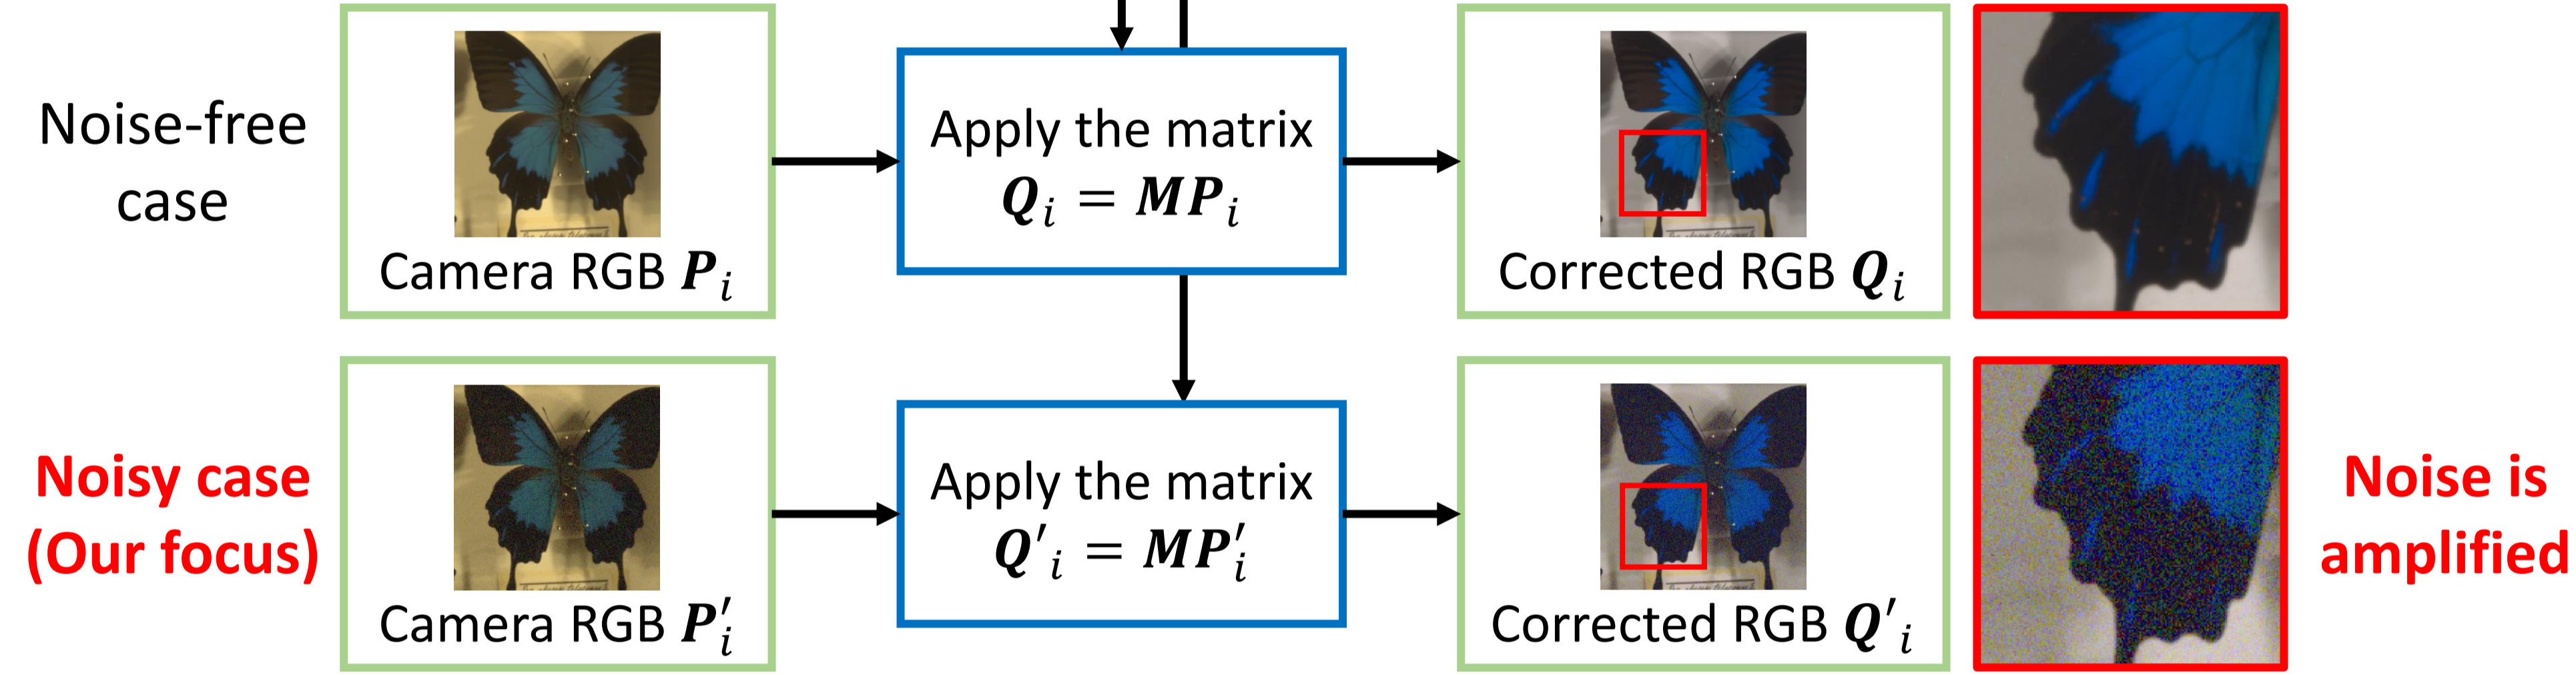 Noise-free
case
Camera RGB P_i
Apply the matrix
Q_i = MP_i
Corrected RGB Q_i
Noisy case
(Our focus)
Camera RGB P'_i
Apply the matrix
Q'_i = MP'_i
Corrected RGB Q'_i
Noise is
amplified